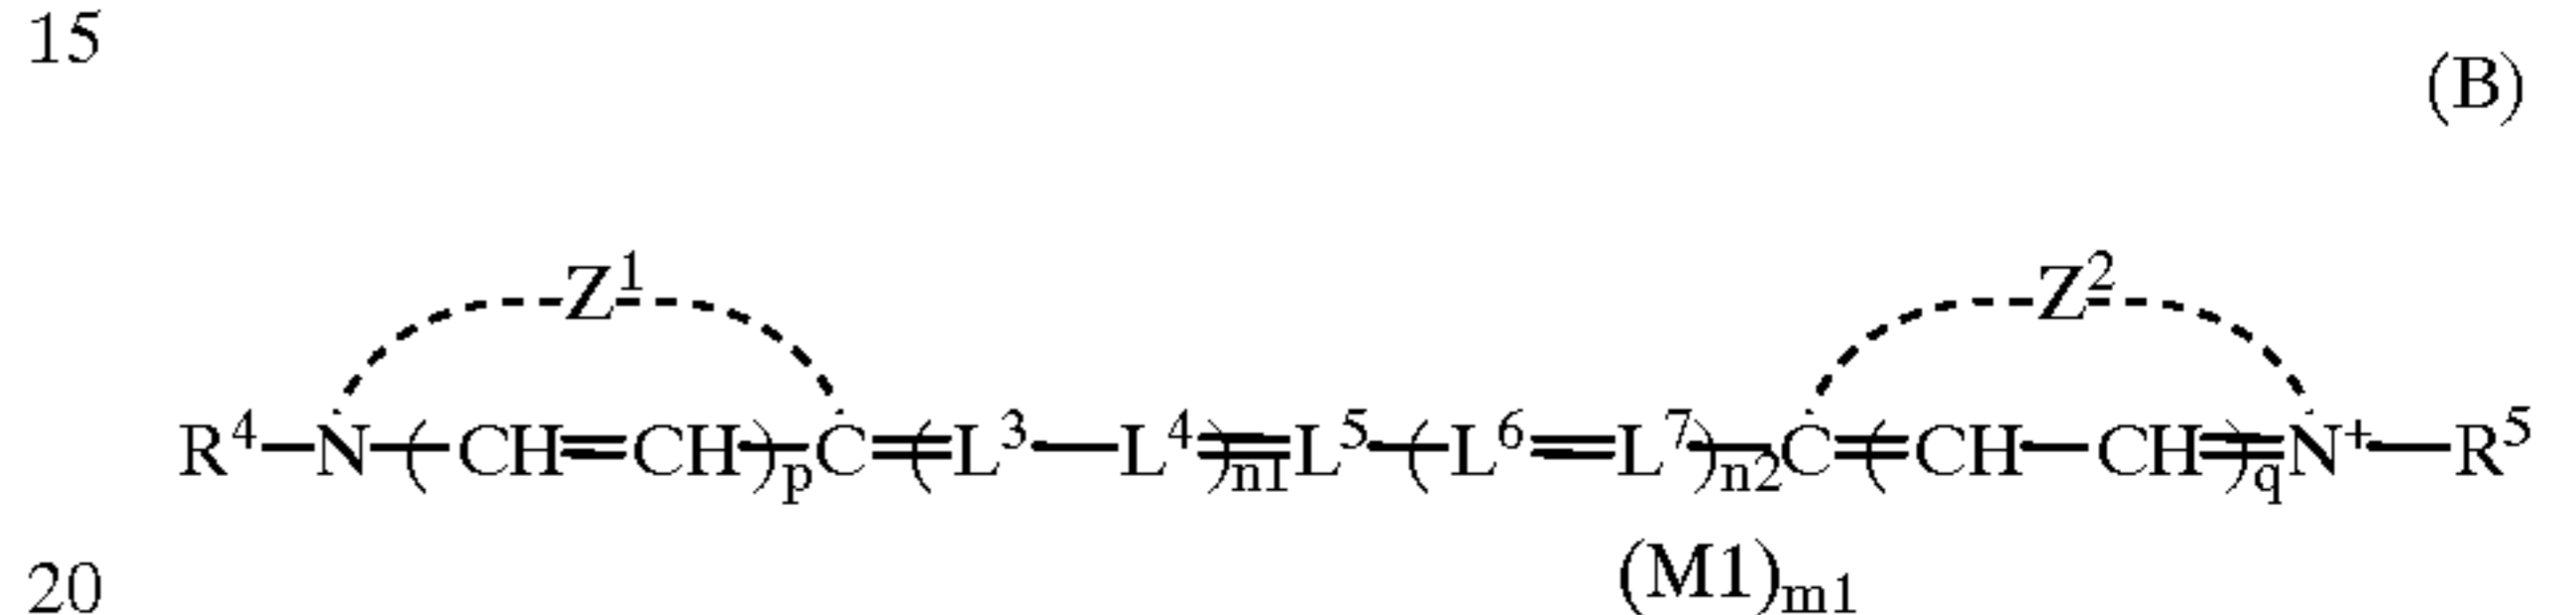 15
(B)
Z¹ Z²
R⁴—N—(CH=CH)ₚ—C=(L³—L⁴)ₙ₁=L⁵—(L⁶=L⁷)ₙ₂—C=(CH—CH)q=N⁺—R⁵
(M1)ₘ₁
20